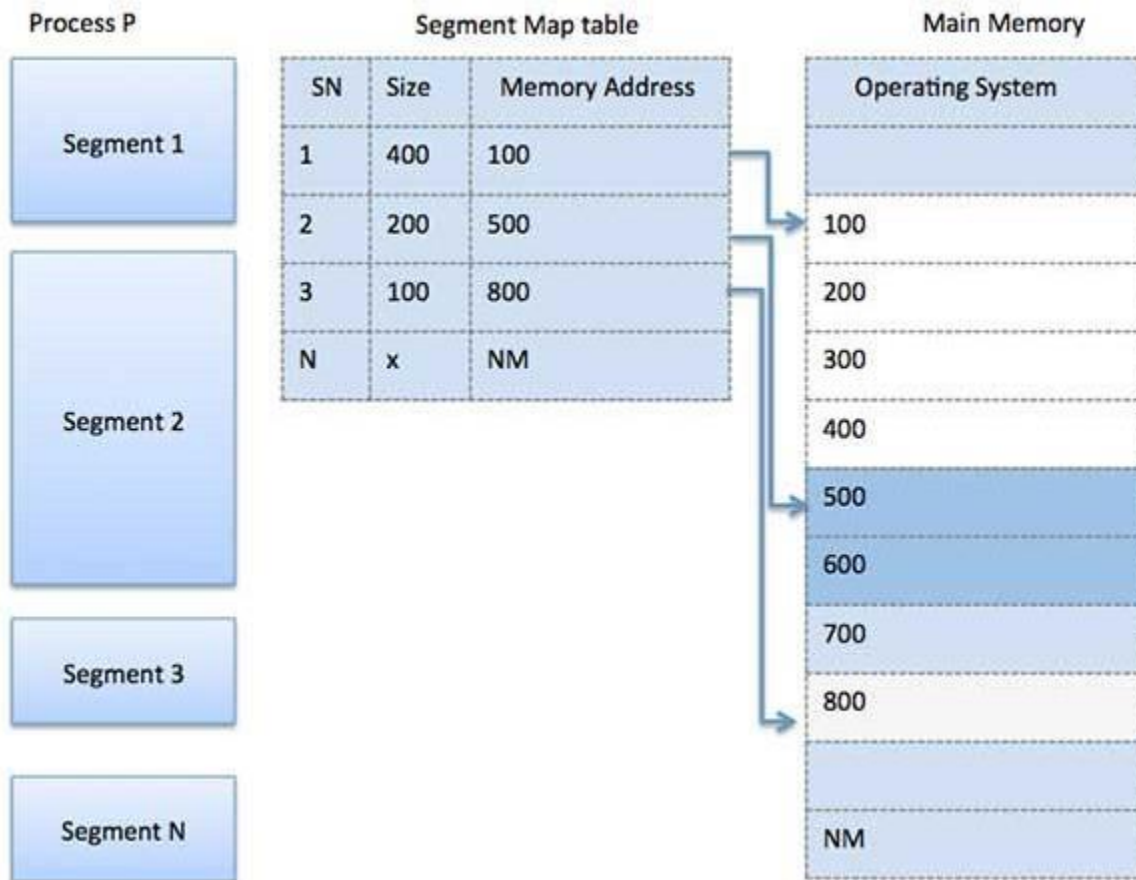 Process P
Segment 1
Segment 2
Segment 3
Segment N
Segment Map table
SN Size Memory Address
1 400 100
2 200 500
3 100 800
N x NM
Main Memory
Operating System
100
200
300
400
500
600
700
800
NM